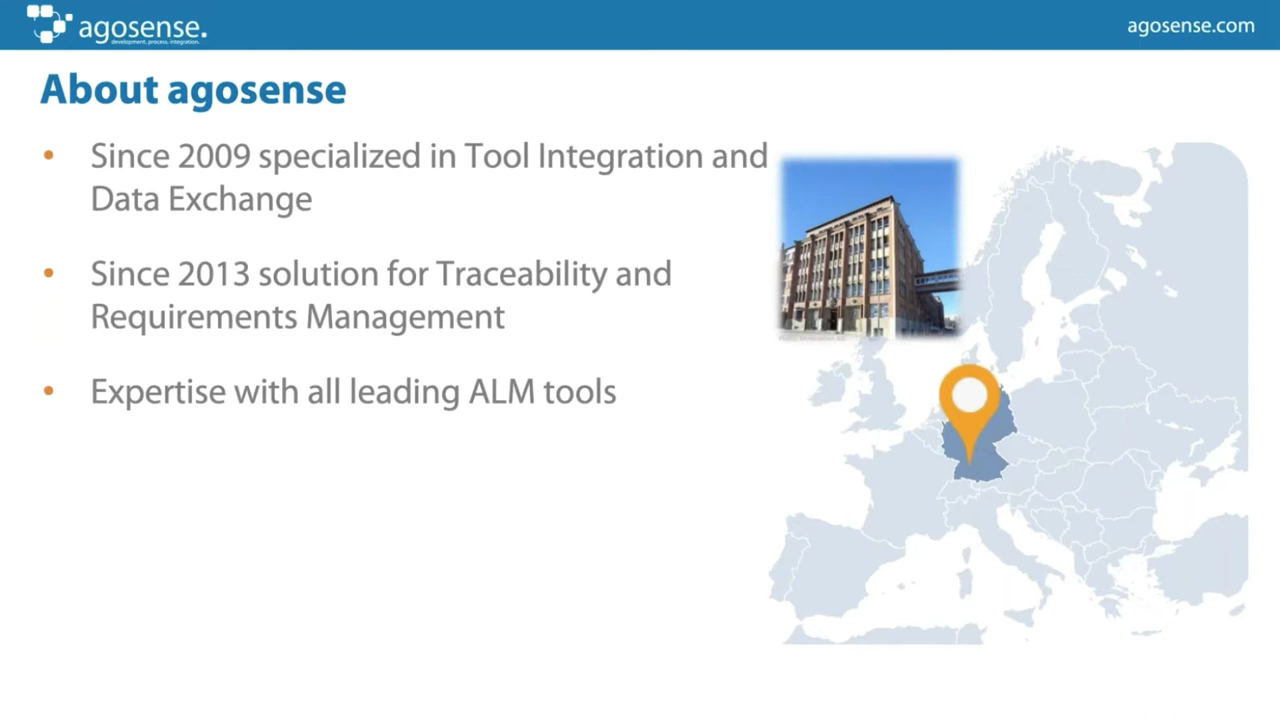 agosense.
development, process, integration.
agosense.com
About agosense
• Since 2009 specialized in Tool Integration and
Data Exchange
• Since 2013 solution for Traceability and
Requirements Management
• Expertise with all leading ALM tools